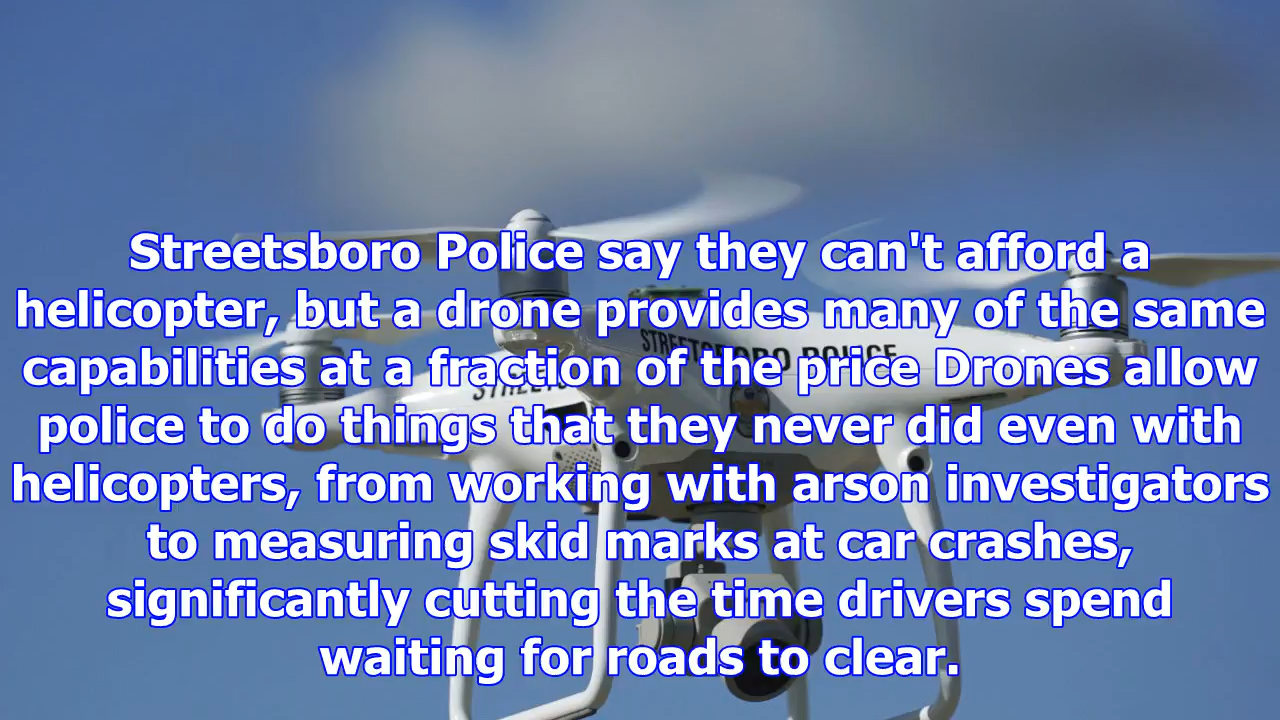 Streetsboro Police say they can't afford a
helicopter, but a drone provides many of the same
capabilities at a fraction of the price Drones allow
police to do things that they never did even with
helicopters, from working with arson investigators
to measuring skid marks at car crashes,
significantly cutting the time drivers spend
waiting for roads to clear.
STREETSBORO POLICE